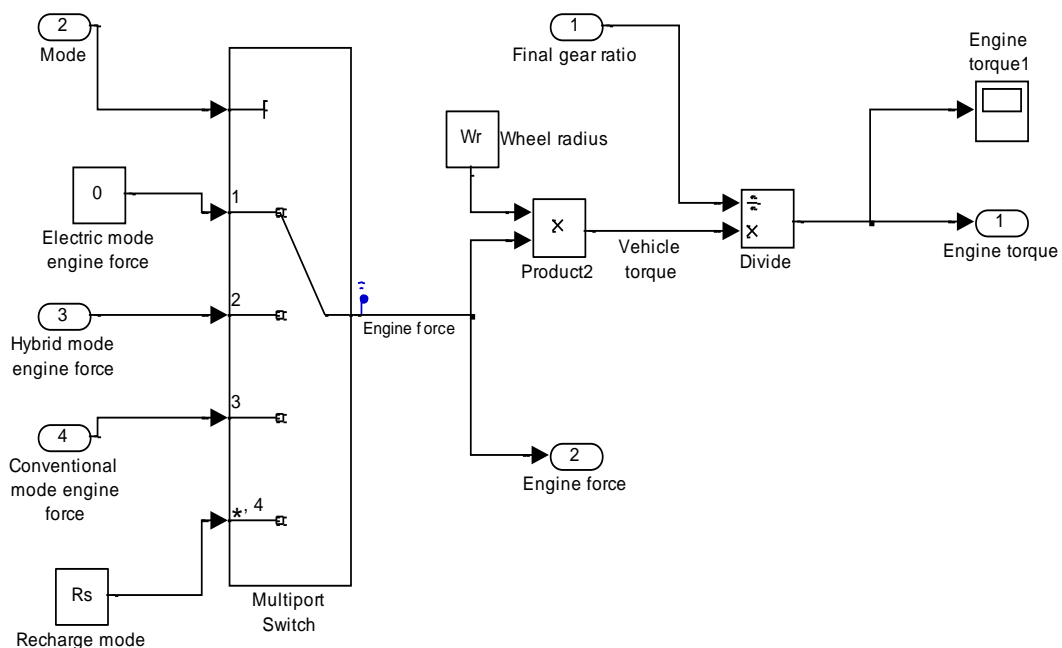 2
Mode
1
Final gear ratio
Engine
torque1
Wr
Wheel radius
0
Electric mode
engine force
1
×
Product2
Vehicle
torque
÷
×
Divide
1
Engine torque
3
Hybrid mode
engine force
2
Engine force
4
Conventional
mode engine
force
3
2
Engine force
*, 4
Rs
Recharge mode
Multiport
Switch